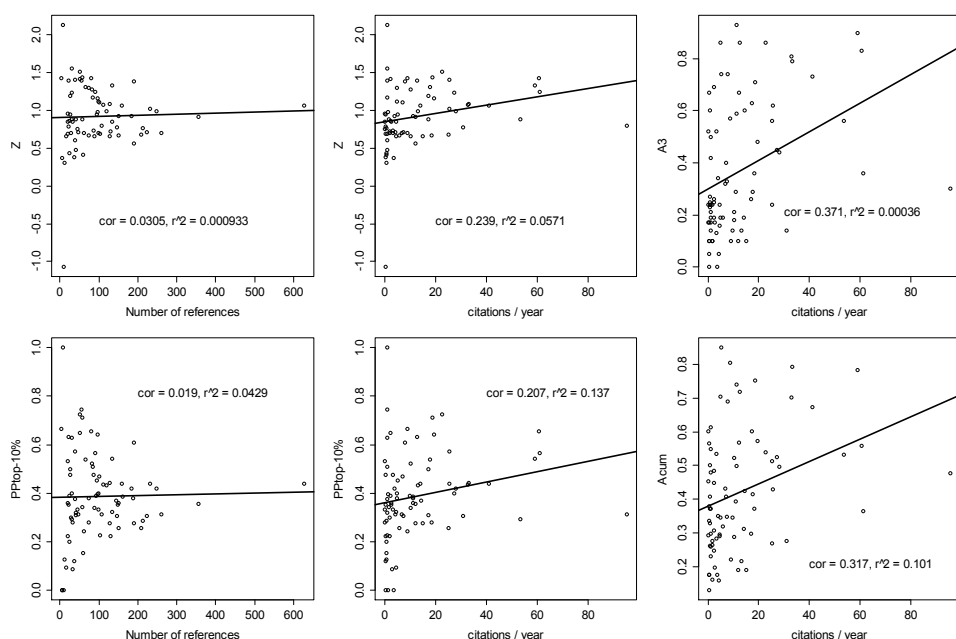 2.0
1.5
1.0
0.5
0.0
-0.5
-1.0
Z
cor = 0.0305, r^2 = 0.000933
0 100 200 300 400 500 600
Number of references
2.0
1.5
1.0
0.5
0.0
-0.5
-1.0
Z
cor = 0.239, r^2 = 0.0571
0 20 40 60 80
citations / year
0.8
0.6
0.4
0.2
0.0
A3
cor = 0.371, r^2 = 0.00036
0 20 40 60 80
citations / year
1.0
0.8
0.6
0.4
0.2
0.0
PPtop-10%
cor = 0.019, r^2 = 0.0429
0 100 200 300 400 500 600
Number of references
1.0
0.8
0.6
0.4
0.2
0.0
PPtop-10%
cor = 0.207, r^2 = 0.137
0 20 40 60 80
citations / year
0.8
0.7
0.6
0.5
0.4
0.3
0.2
Acum
cor = 0.317, r^2 = 0.101
0 20 40 60 80
citations / year